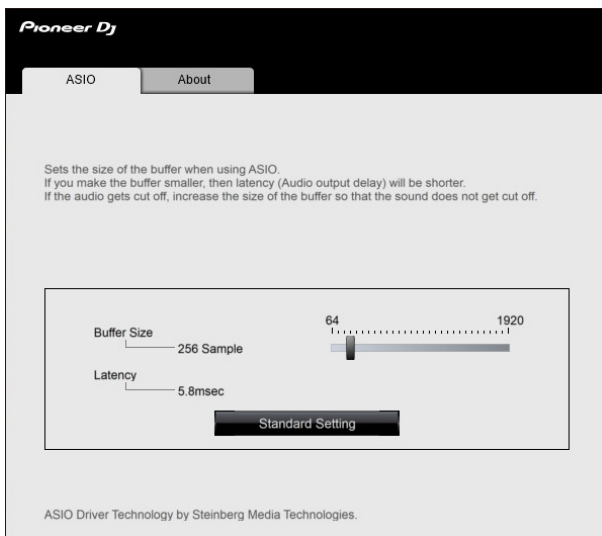 Pioneer Dj
ASIO
About
Sets the size of the buffer when using ASIO.
If you make the buffer smaller, then latency (Audio output delay) will be shorter.
If the audio gets cut off, increase the size of the buffer so that the sound does not get cut off.
64
1920
Buffer Size
256 Sample
Latency
5.8msec
Standard Setting
ASIO Driver Technology by Steinberg Media Technologies.